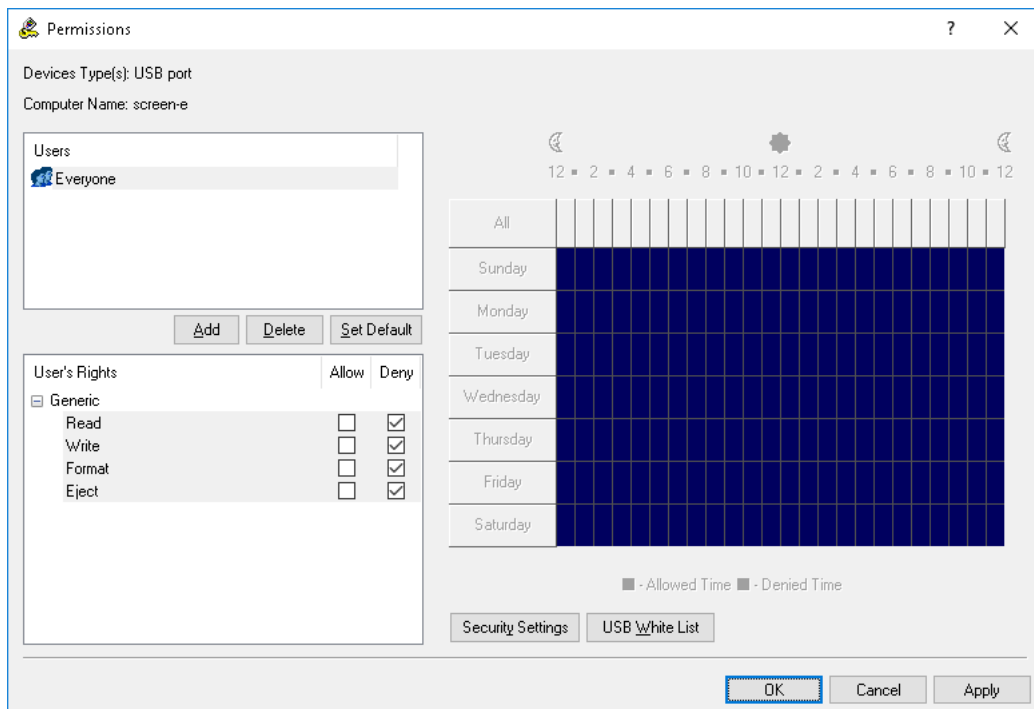 Permissions
?
Devices Type(s): USB port
Computer Name: screen-e
Users
Everyone
Add Delete Set Default
User's Rights Allow Deny
Generic
Read
Write
Format
Eject
12 2 4 6 8 10 12 2 4 6 8 10 12
All
Sunday
Monday
Tuesday
Wednesday
Thursday
Friday
Saturday
- Allowed Time - Denied Time
Security Settings USB White List
OK Cancel Apply